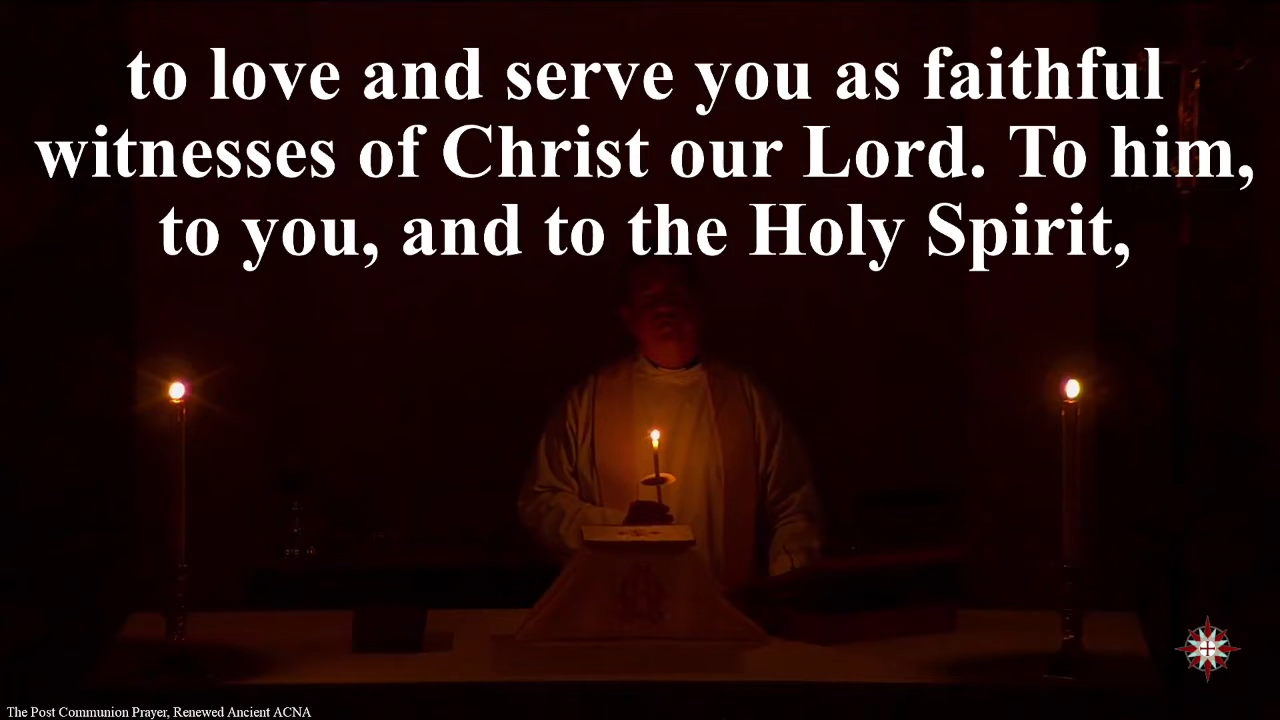 to love and serve you as faithful
witnesses of Christ our Lord. To him,
to you, and to the Holy Spirit,
The Post Communion Prayer, Renewed Ancient ACNA